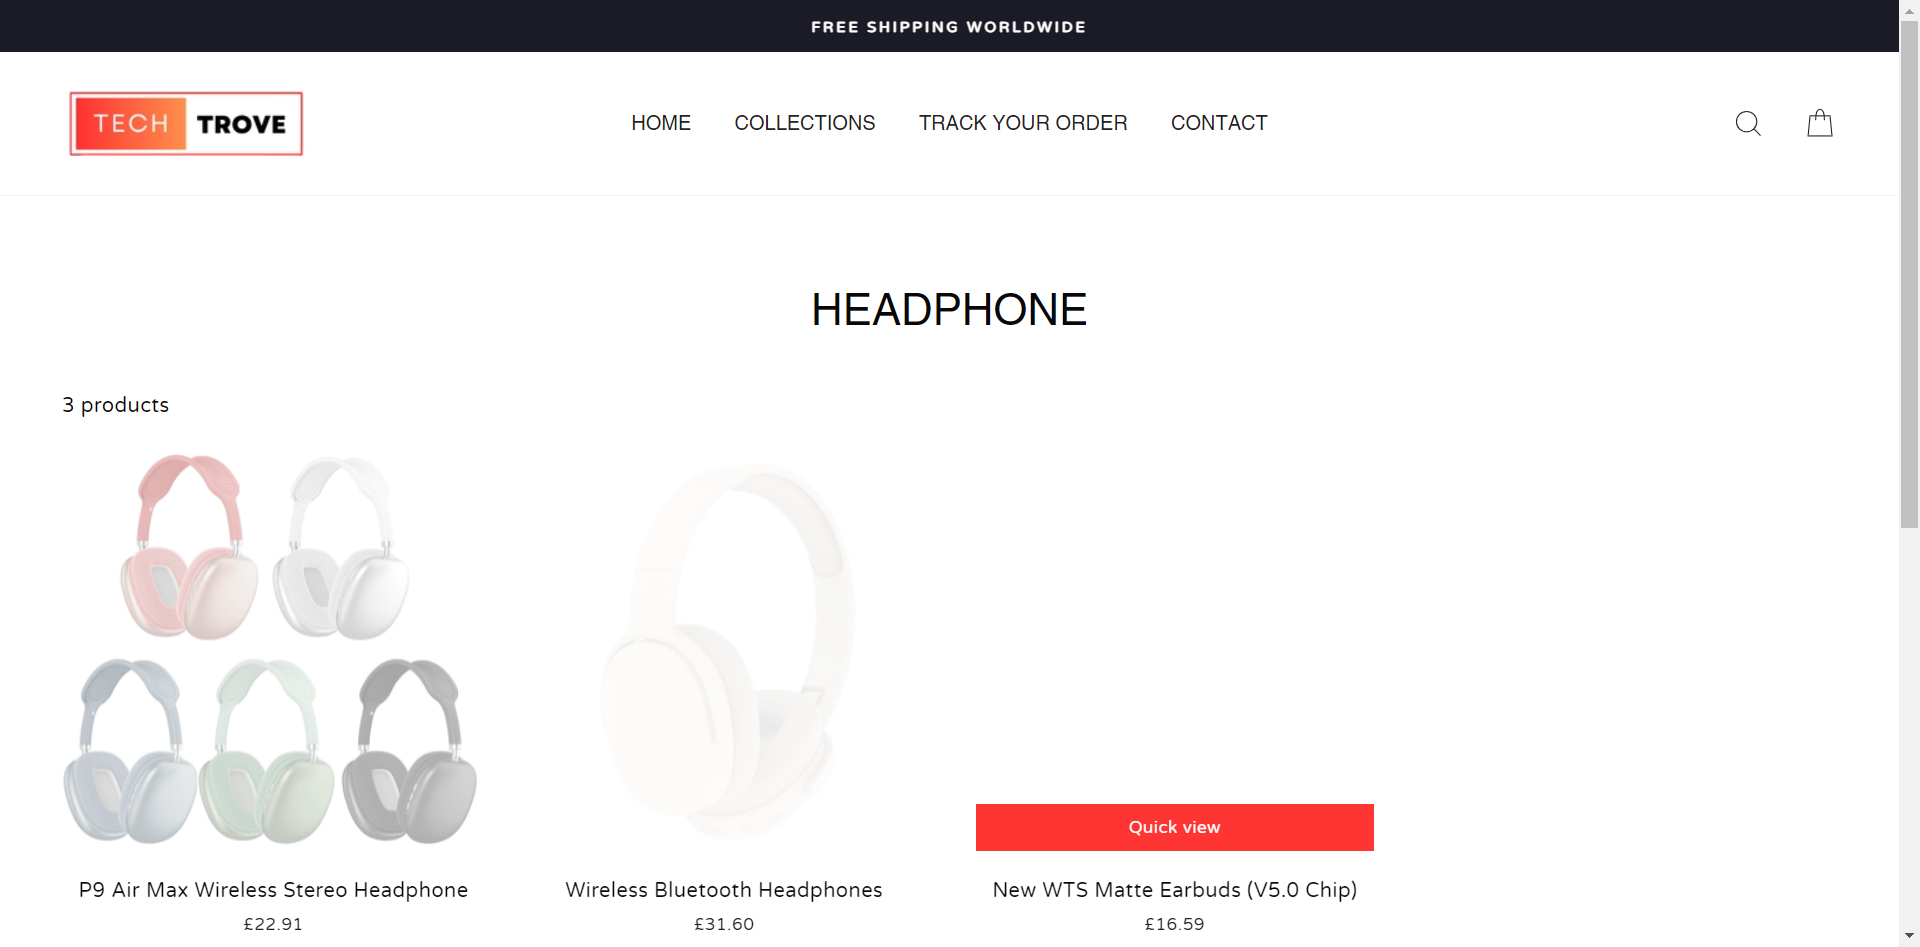 FREE SHIPPING WORLDWIDE
TECH TROVE
HOME COLLECTIONS TRACK YOUR ORDER CONTACT
HEADPHONE
3 products
Quick view
P9 Air Max Wireless Stereo Headphone
£22.91
Wireless Bluetooth Headphones
£31.60
New WTS Matte Earbuds (V5.0 Chip)
£16.59